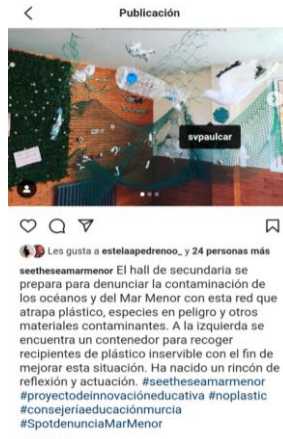 Publicación
svpaulcar
Les gusta a estelaapedrenoo_ y 24 personas más
seetheseamarmenor El hall de secundaria se
prepara para denunciar la contaminación de
los océanos y del Mar Menor con esta red que
atrapa plástico, especies en peligro y otros
materiales contaminantes. A la izquierda se
encuentra un contenedor para recoger
recipientes de plástico inservible con el fin de
mejorar esta situación. Ha nacido un rincón de
reflexión y actuación. #seetheseamarmenor
#proyectodeinnovacióneducativa #noplastic
#consejeríaeducaciónmurcia
#SpotdenunciaMarMenor